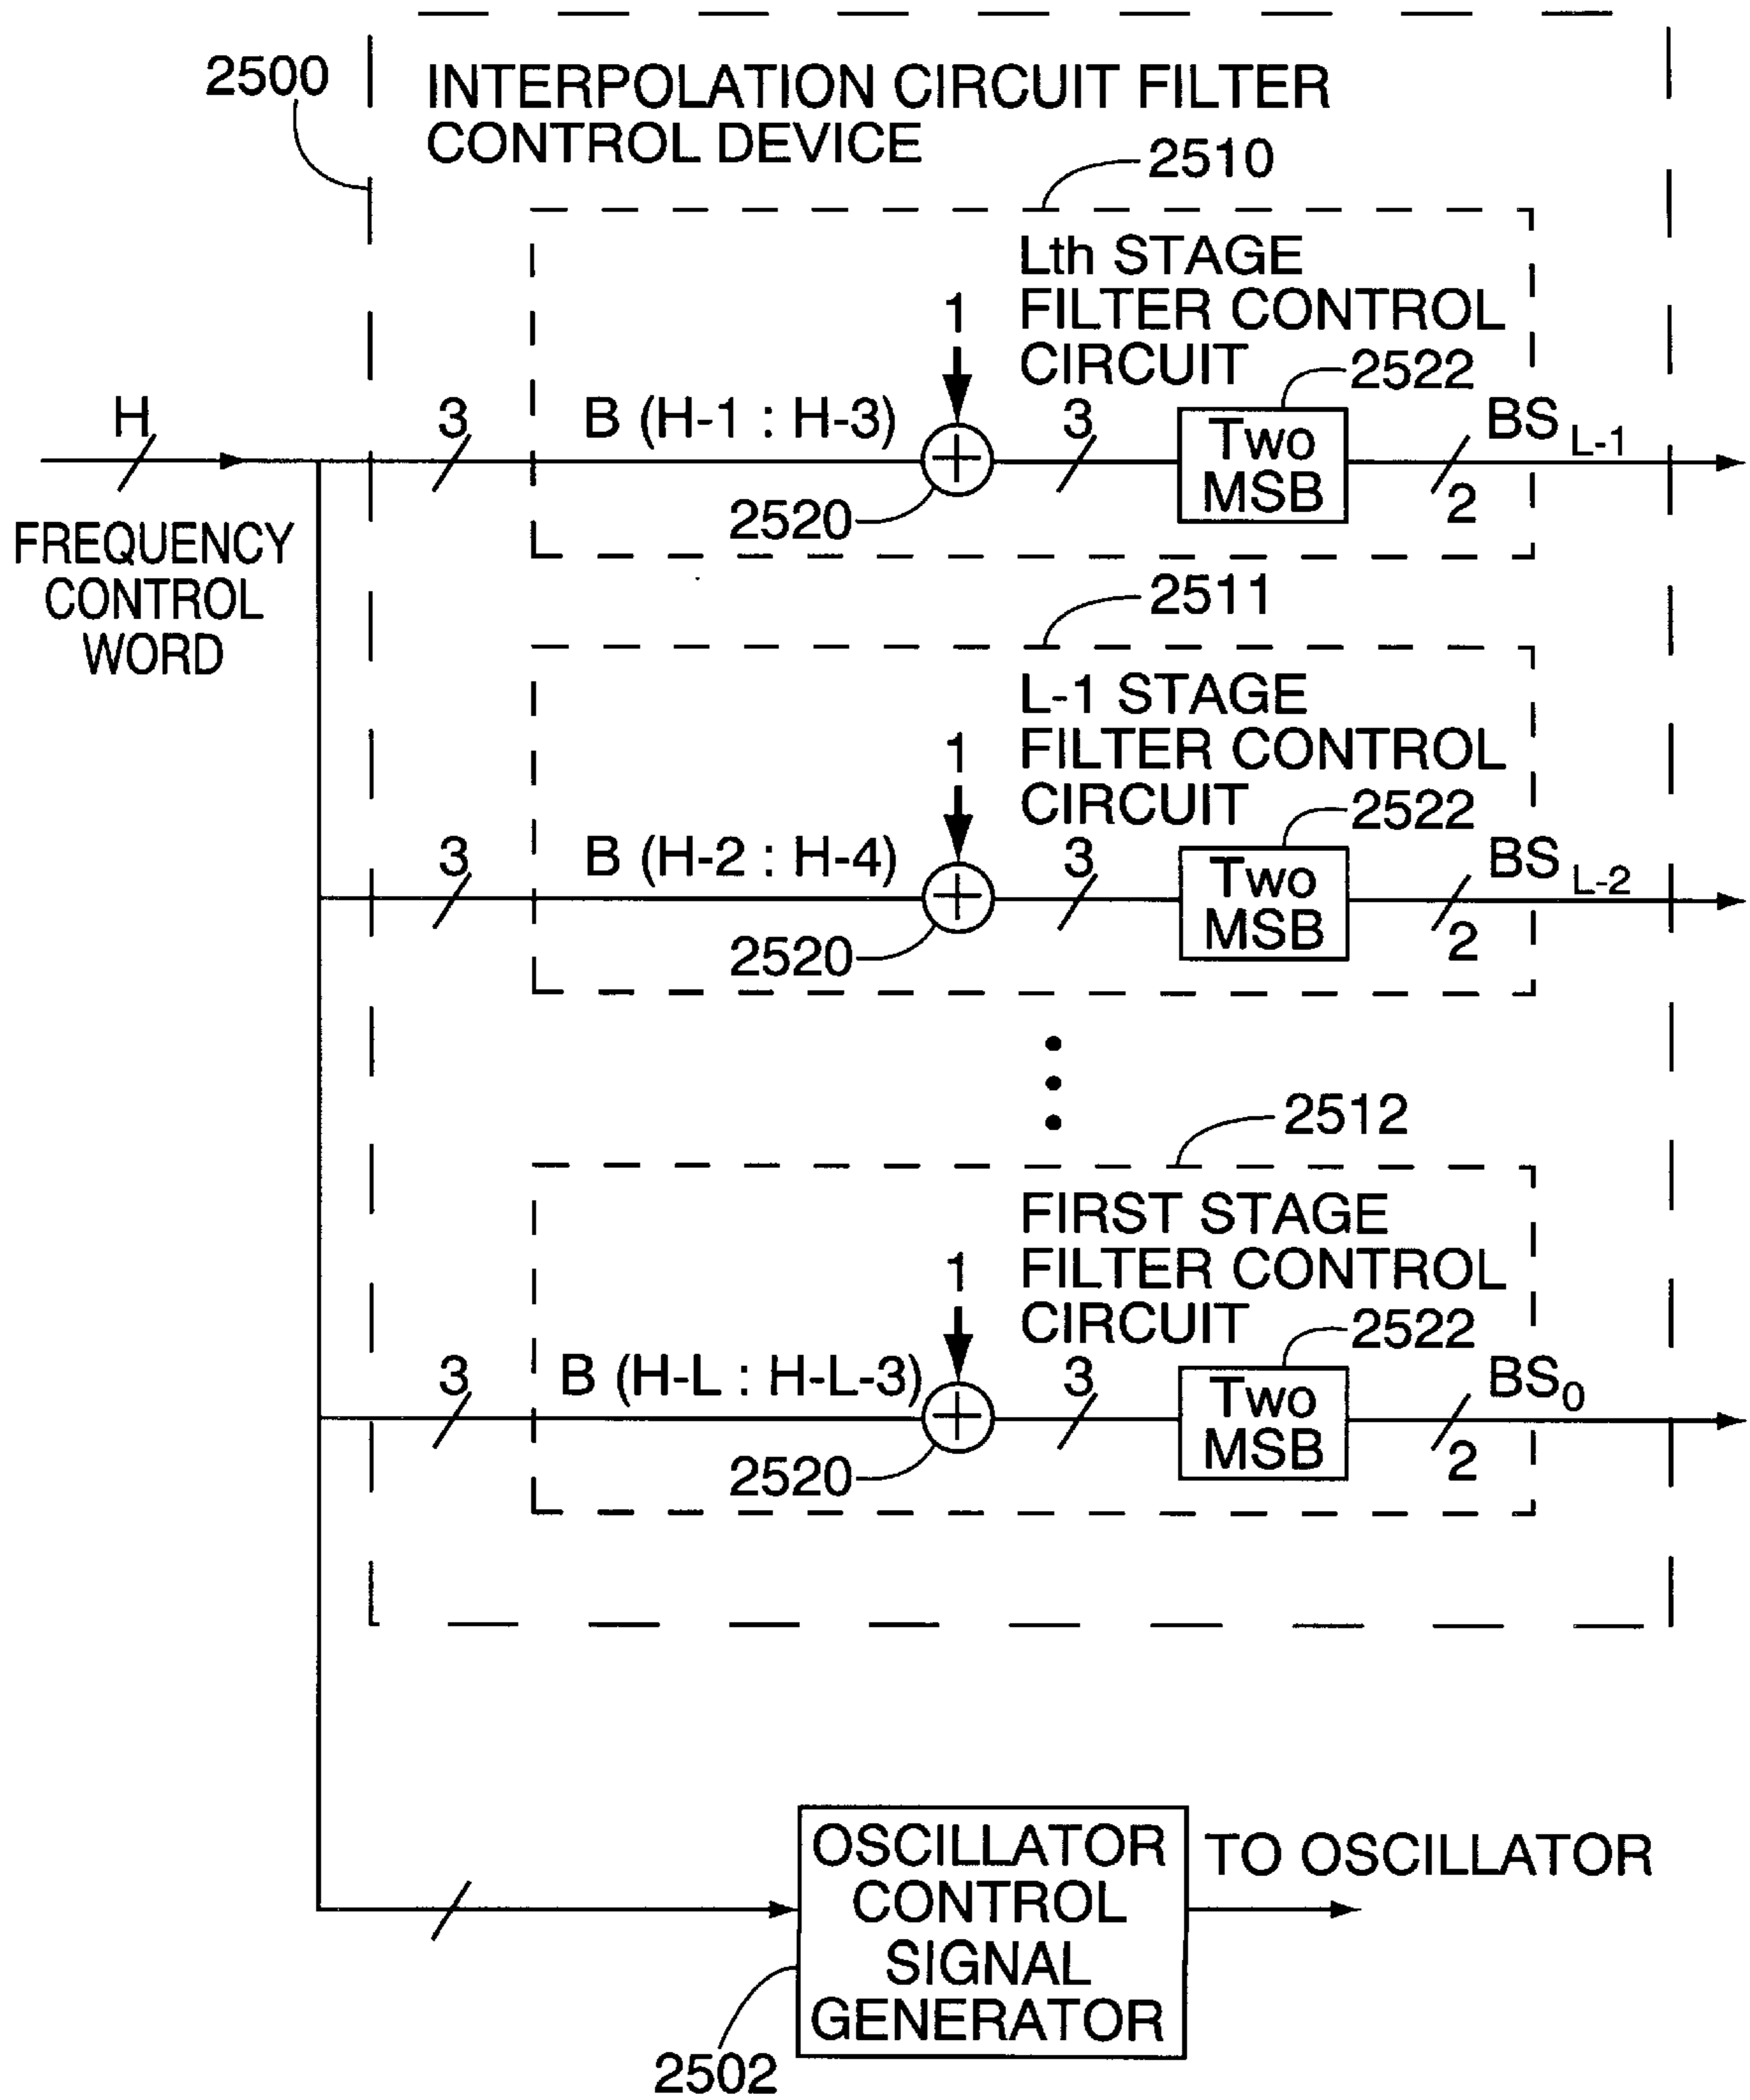 2500
INTERPOLATION CIRCUIT FILTER
CONTROL DEVICE
2510
Lth STAGE
FILTER CONTROL
CIRCUIT
1
2522
H
3
B (H-1 : H-3)
+
3
Two
MSB
BS L-1
2
2520
FREQUENCY
CONTROL
WORD
2511
L-1 STAGE
FILTER CONTROL
CIRCUIT
1
2522
3
B (H-2 : H-4)
+
3
Two
MSB
BS L-2
2
2520
2512
FIRST STAGE
FILTER CONTROL
CIRCUIT
1
2522
3
B (H-L : H-L-3)
+
3
Two
MSB
BS0
2
2520
OSCILLATOR
CONTROL
SIGNAL
GENERATOR
TO OSCILLATOR
2502